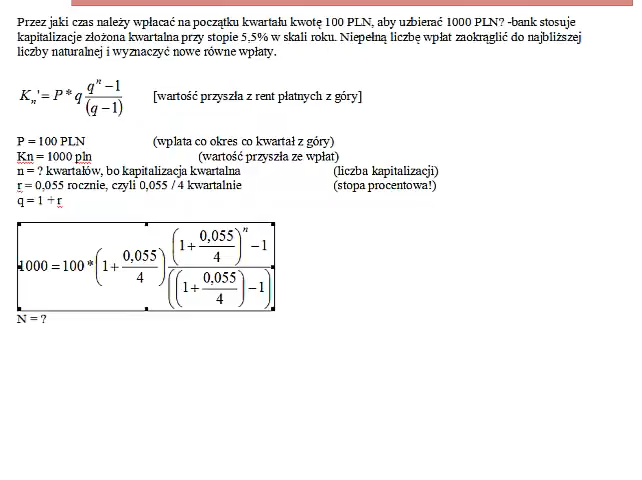 Przez jaki czas należy wpłacać na początku kwartału kwotę 100 PLN, aby uzbierać 1000 PLN? -bank stosuje
kapitalizacje złożona kwartalna przy stopie 5,5% w skali roku. Niepełną liczbę wpłat zaokrąglić do najbliższej
liczby naturalnej i wyznaczyć nowe równe wpłaty.
K_n' = P * q (q^n − 1)/(q − 1) [wartość przyszła z rent płatnych z góry]
P = 100 PLN (wplata co okres co kwartał z góry)
Kn = 1000 pln (wartość przyszła ze wpłat)
n = ? kwartałów, bo kapitalizacja kwartalna (liczba kapitalizacji)
r = 0,055 rocznie, czyli 0,055 / 4 kwartalnie (stopa procentowa!)
q = 1 + r
1000 = 100 * (1 + 0,055/4) ((1 + 0,055/4)^n − 1)/((1 + 0,055/4) − 1)
N = ?